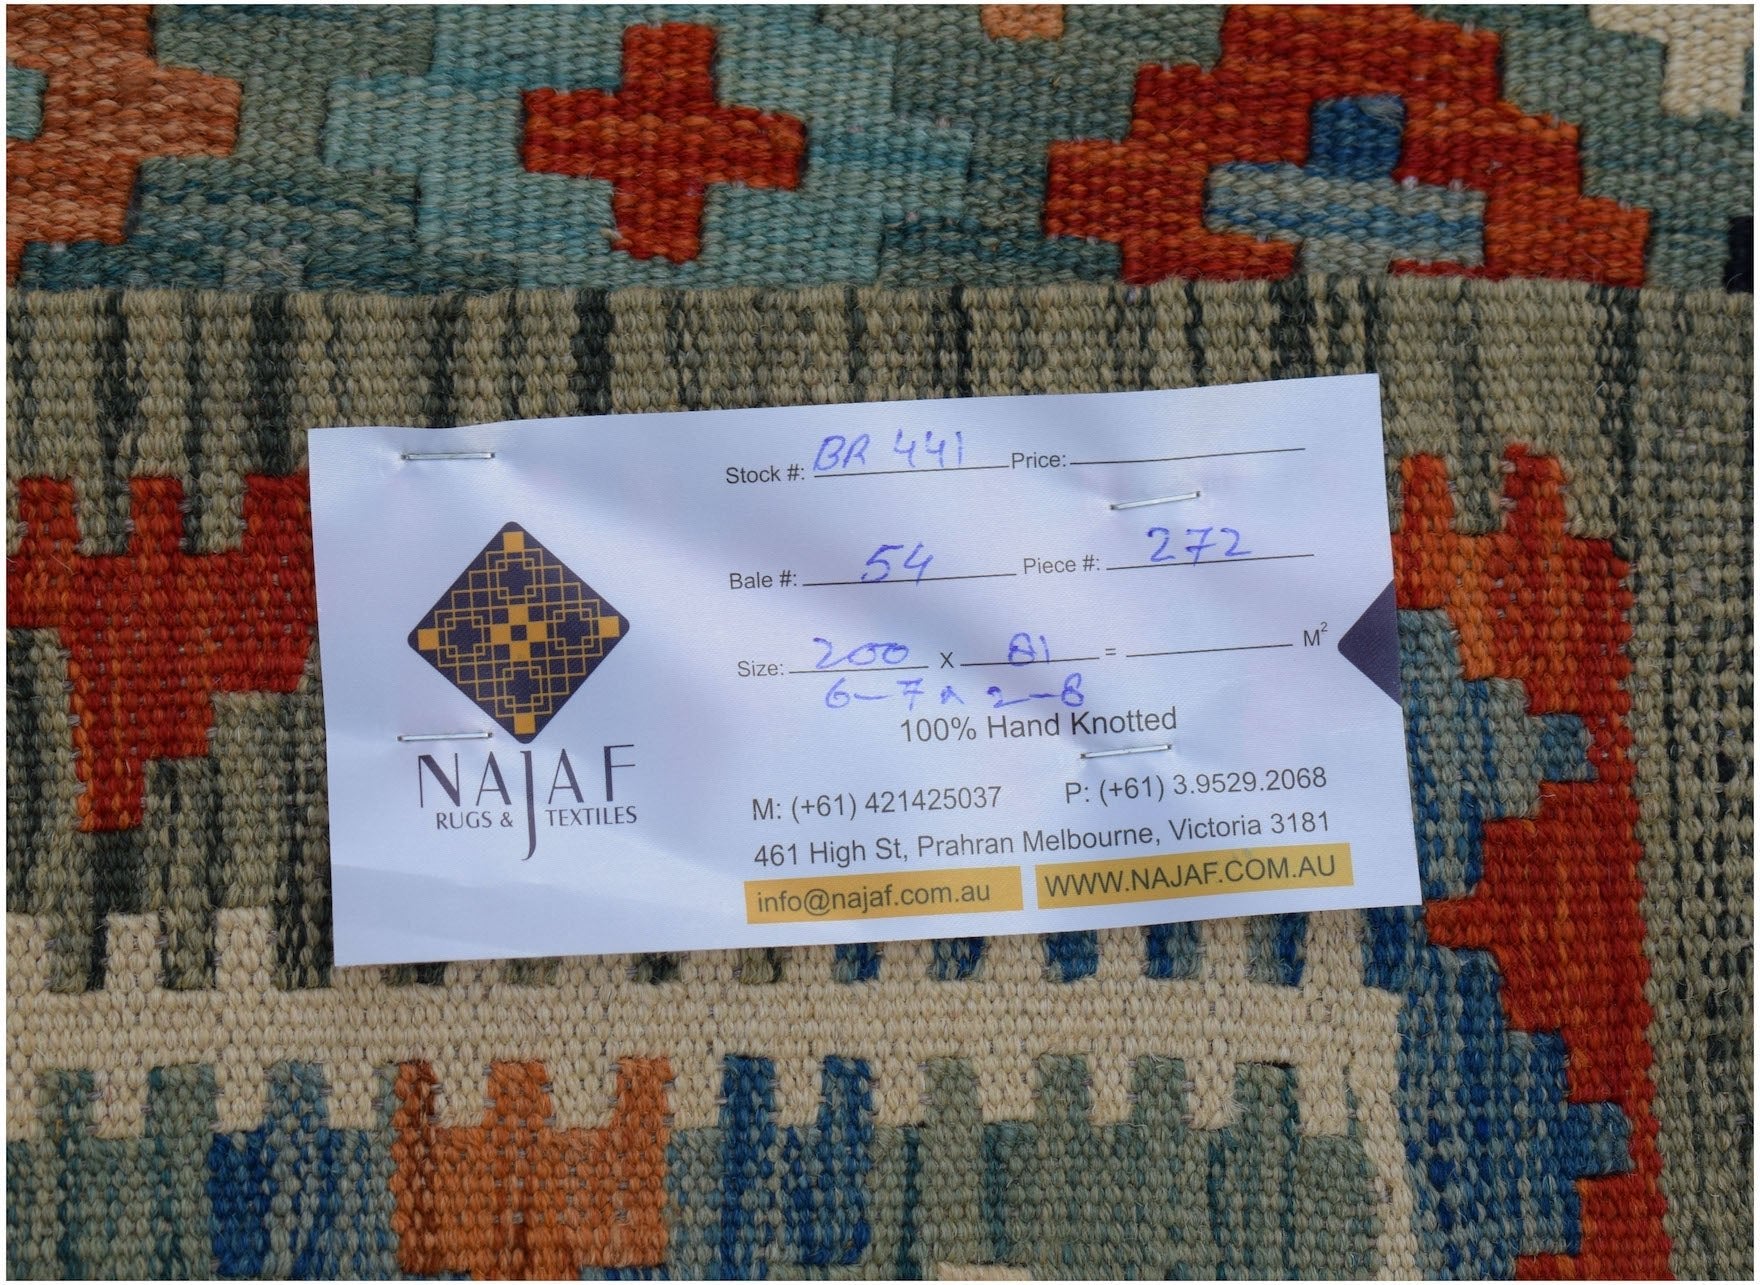 Stock #: BR 441 Price:
Bale #: 54 Piece #: 272
Size: 200 x 81 = M²
6-7 x 2-8
100% Hand Knotted
NAJAF
RUGS & TEXTILES
M: (+61) 421425037 P: (+61) 3.9529.2068
461 High St, Prahran Melbourne, Victoria 3181
info@najaf.com.au WWW.NAJAF.COM.AU